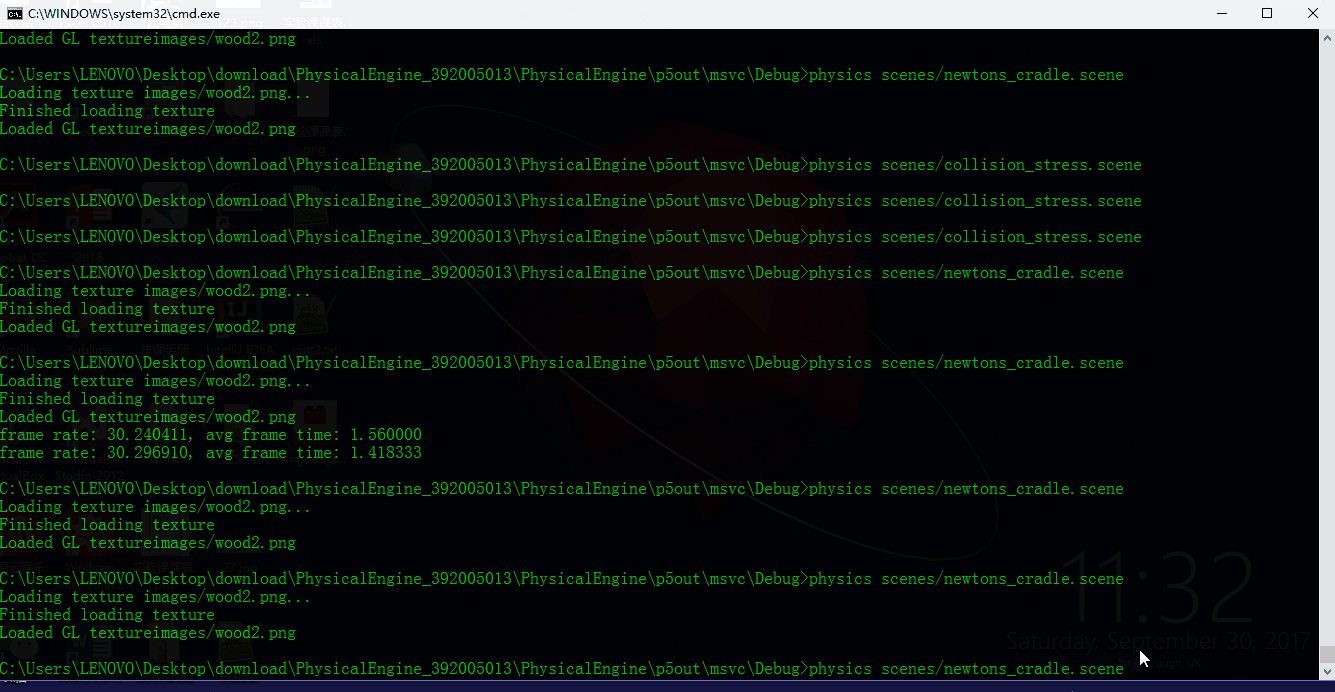 C:\WINDOWS\system32\cmd.exe
Loaded GL textureimages/wood2.png
C:\Users\LENOVO\Desktop\download\PhysicalEngine_392005013\PhysicalEngine\p5out\msvc\Debug>physics scenes/newtons_cradle.scene
Loading texture images/wood2.png...
Finished loading texture
Loaded GL textureimages/wood2.png
C:\Users\LENOVO\Desktop\download\PhysicalEngine_392005013\PhysicalEngine\p5out\msvc\Debug>physics scenes/collision_stress.scene
C:\Users\LENOVO\Desktop\download\PhysicalEngine_392005013\PhysicalEngine\p5out\msvc\Debug>physics scenes/collision_stress.scene
C:\Users\LENOVO\Desktop\download\PhysicalEngine_392005013\PhysicalEngine\p5out\msvc\Debug>physics scenes/collision_stress.scene
C:\Users\LENOVO\Desktop\download\PhysicalEngine_392005013\PhysicalEngine\p5out\msvc\Debug>physics scenes/newtons_cradle.scene
Loading texture images/wood2.png...
Finished loading texture
Loaded GL textureimages/wood2.png
C:\Users\LENOVO\Desktop\download\PhysicalEngine_392005013\PhysicalEngine\p5out\msvc\Debug>physics scenes/newtons_cradle.scene
Loading texture images/wood2.png...
Finished loading texture
Loaded GL textureimages/wood2.png
frame rate: 30.240411, avg frame time: 1.560000
frame rate: 30.296910, avg frame time: 1.418333
C:\Users\LENOVO\Desktop\download\PhysicalEngine_392005013\PhysicalEngine\p5out\msvc\Debug>physics scenes/newtons_cradle.scene
Loading texture images/wood2.png...
Finished loading texture
Loaded GL textureimages/wood2.png
C:\Users\LENOVO\Desktop\download\PhysicalEngine_392005013\PhysicalEngine\p5out\msvc\Debug>physics scenes/newtons_cradle.scene
Loading texture images/wood2.png...
Finished loading texture
Loaded GL textureimages/wood2.png
C:\Users\LENOVO\Desktop\download\PhysicalEngine_392005013\PhysicalEngine\p5out\msvc\Debug>physics scenes/newtons_cradle.scene
11:32
Saturday, September 30, 2017